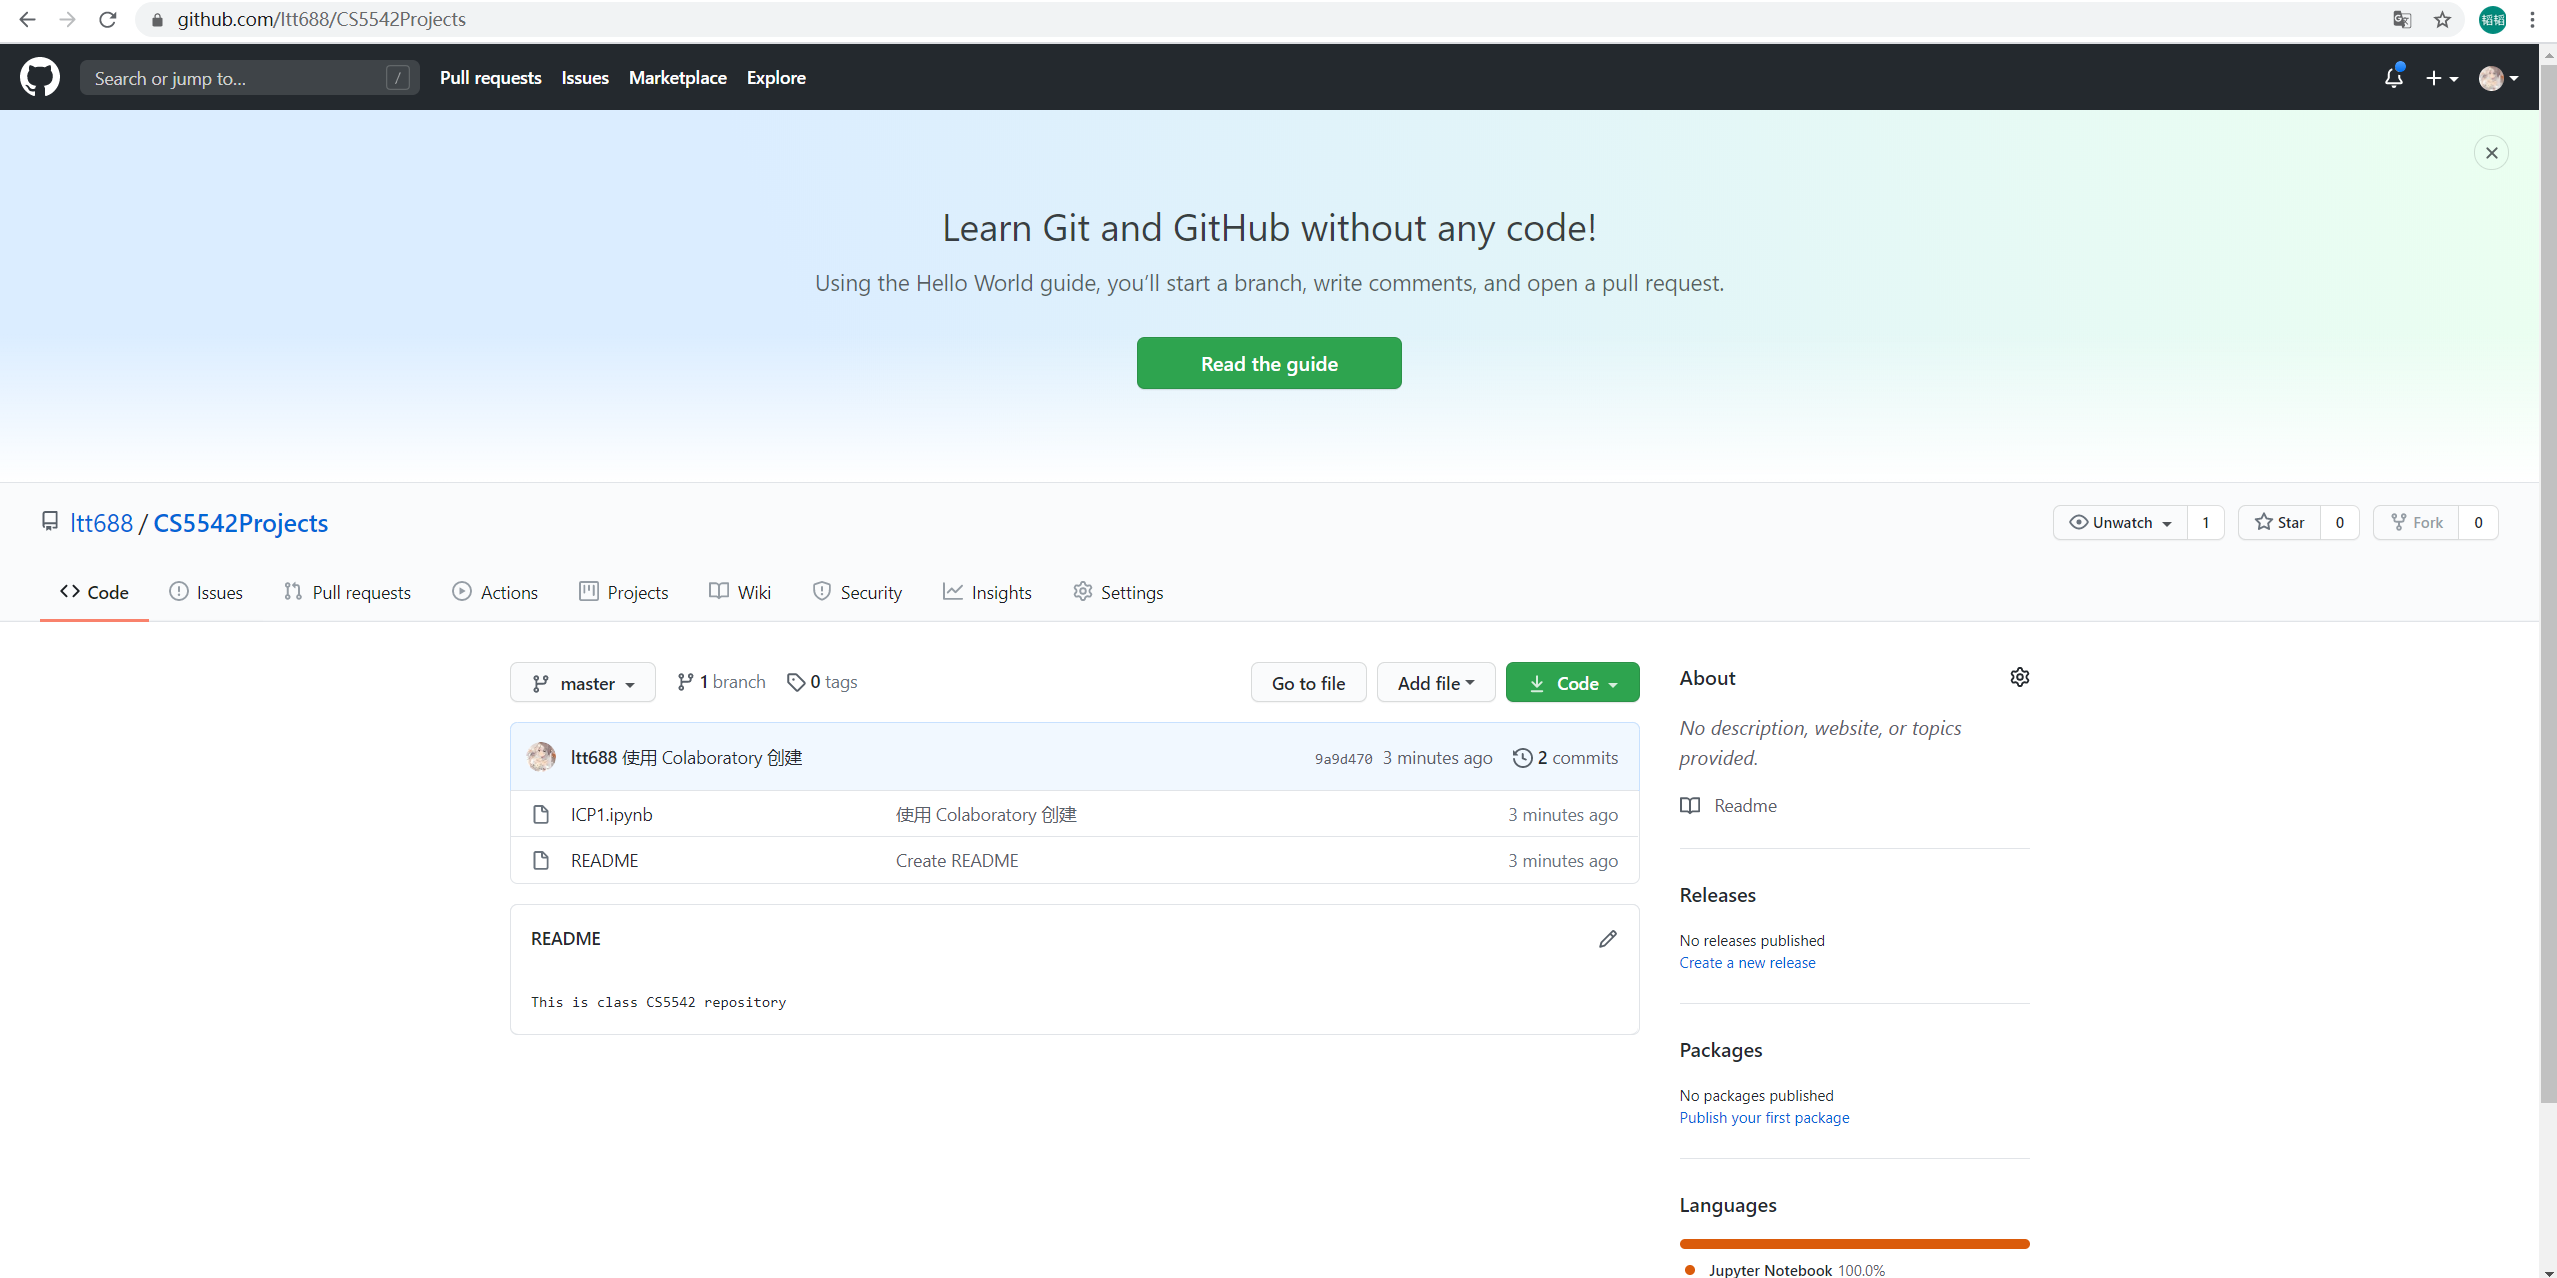 github.com/ltt688/CS5542Projects
韬韬
Search or jump to... /
Pull requests Issues Marketplace Explore
Learn Git and GitHub without any code!
Using the Hello World guide, you’ll start a branch, write comments, and open a pull request.
Read the guide
ltt688 / CS5542Projects
Unwatch 1 Star 0 Fork 0
Code Issues Pull requests Actions Projects Wiki Security Insights Settings
master 1 branch 0 tags Go to file Add file Code
ltt688 使用 Colaboratory 创建 9a9d470 3 minutes ago 2 commits
ICP1.ipynb 使用 Colaboratory 创建 3 minutes ago
README Create README 3 minutes ago
README
This is class CS5542 repository
About
No description, website, or topics
provided.
Readme
Releases
No releases published
Create a new release
Packages
No packages published
Publish your first package
Languages
Jupyter Notebook 100.0%